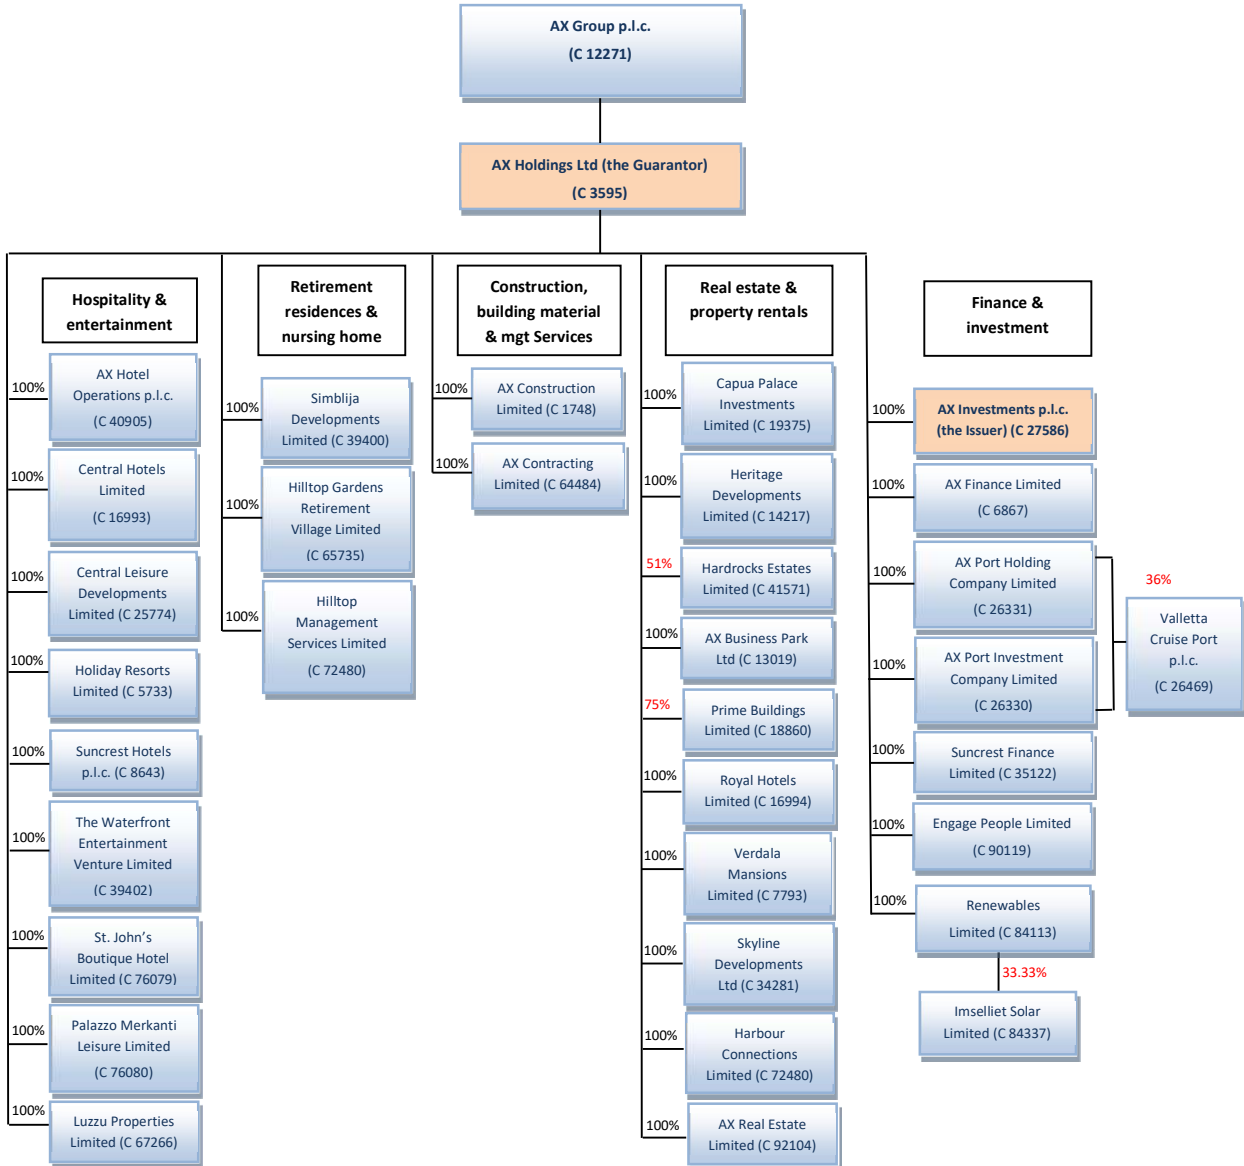 AX Group p.l.c.
(C 12271)
AX Holdings Ltd (the Guarantor)
(C 3595)
Hospitality &
entertainment
100%
AX Hotel
Operations p.l.c.
(C 40905)
100%
Central Hotels
Limited
(C 16993)
100%
Central Leisure
Developments
Limited (C 25774)
100%
Holiday Resorts
Limited (C 5733)
100%
Suncrest Hotels
p.l.c. (C 8643)
100%
The Waterfront
Entertainment
Venture Limited
(C 39402)
100%
St. John's
Boutique Hotel
Limited (C 76079)
100%
Palazzo Merkanti
Leisure Limited
(C 76080)
100%
Luzzu Properties
Limited (C 67266)
Retirement
residences &
nursing home
100%
Simblija
Developments
Limited (C 39400)
100%
Hilltop Gardens
Retirement
Village Limited
(C 65735)
100%
Hilltop
Management
Services Limited
(C 72480)
Construction,
building material
& mgt Services
100%
AX Construction
Limited (C 1748)
100%
AX Contracting
Limited (C 64484)
Real estate &
property rentals
100%
Capua Palace
Investments
Limited (C 19375)
100%
Heritage
Developments
Limited (C 14217)
51%
Hardrocks Estates
Limited (C 41571)
100%
AX Business Park
Ltd (C 13019)
75%
Prime Buildings
Limited (C 18860)
100%
Royal Hotels
Limited (C 16994)
100%
Verdala
Mansions
Limited (C 7793)
100%
Skyline
Developments
Ltd (C 34281)
100%
Harbour
Connections
Limited (C 72480)
100%
AX Real Estate
Limited (C 92104)
Finance &
investment
100%
AX Investments p.l.c.
(the Issuer) (C 27586)
100%
AX Finance Limited
(C 6867)
100%
AX Port Holding
Company Limited
(C 26331)
100%
AX Port Investment
Company Limited
(C 26330)
36%
Valletta
Cruise Port
p.l.c.
(C 26469)
100%
Suncrest Finance
Limited (C 35122)
100%
Engage People Limited
(C 90119)
100%
Renewables
Limited (C 84113)
33.33%
Imselliet Solar
Limited (C 84337)